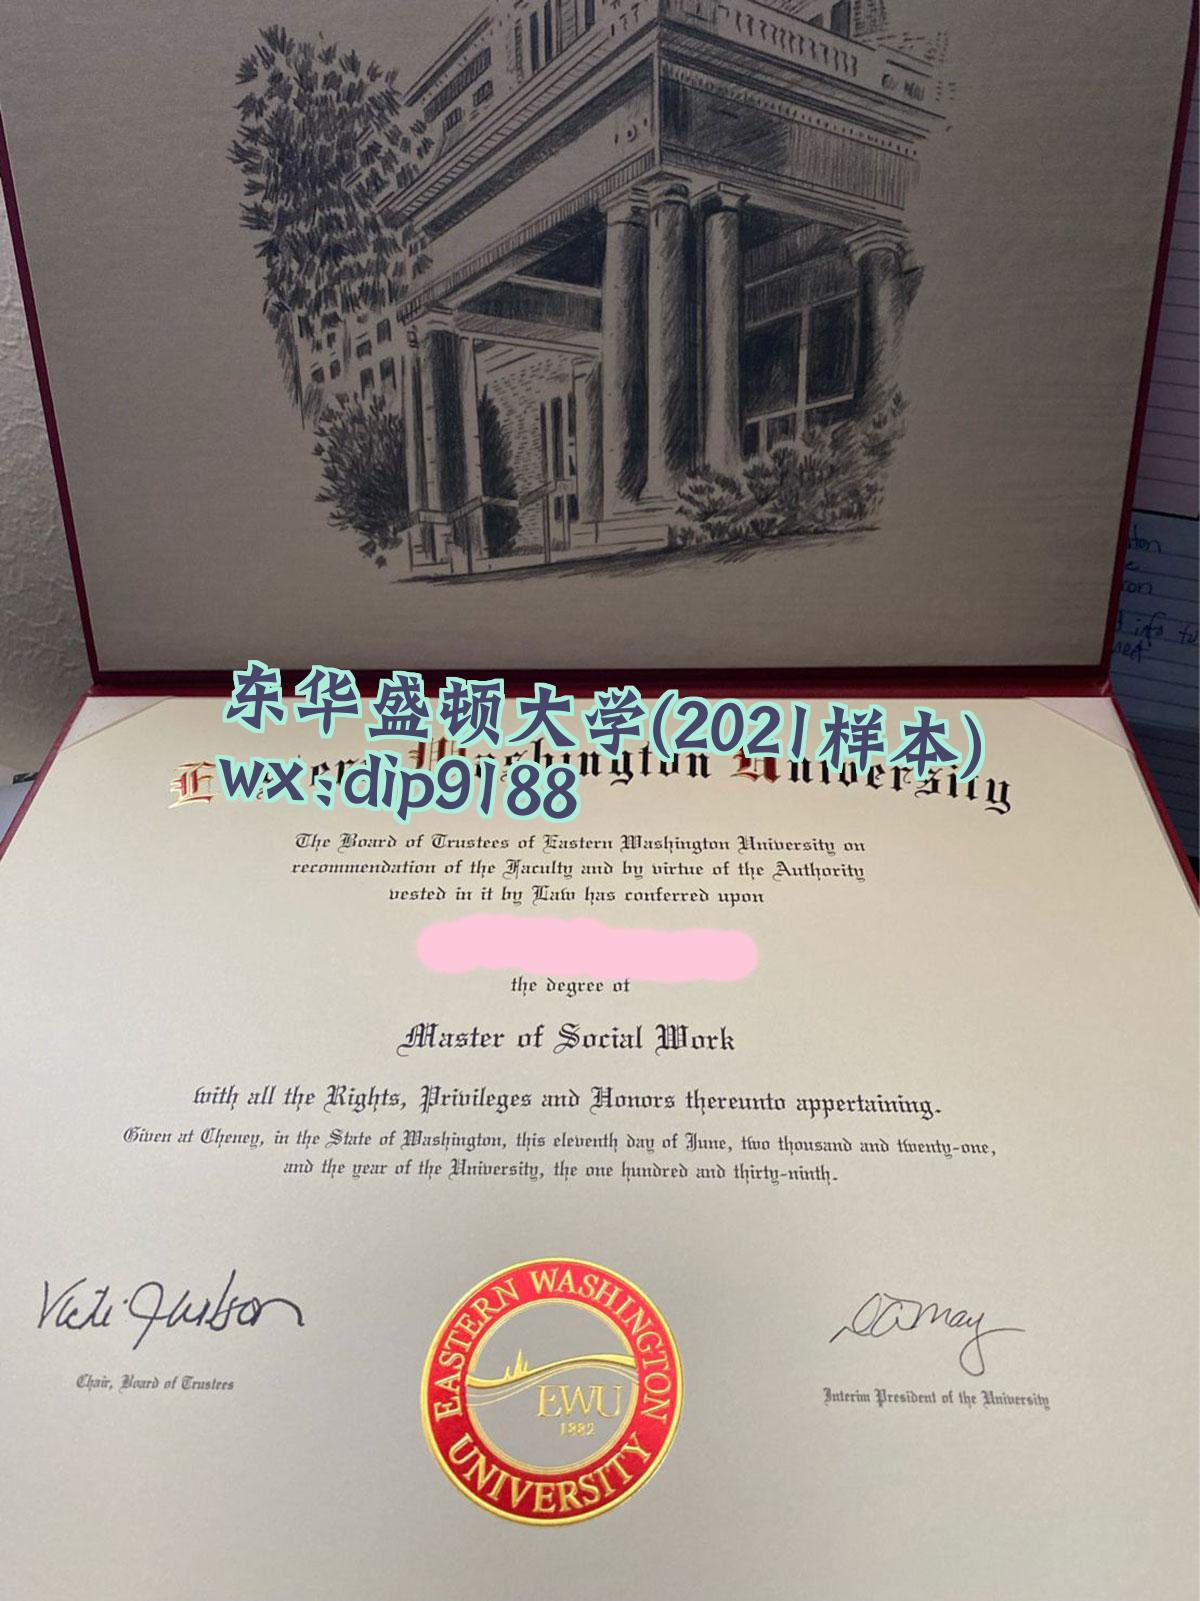 东华盛顿大学(2021样本)
Eastern Washington University
wx:dip9188
The Board of Trustees of Eastern Washington University on
recommendation of the Faculty and by virtue of the Authority
vested in it by Law has conferred upon
the degree of
Master of Social Work
with all the Rights, Privileges and Honors thereunto appertaining.
Given at Cheney, in the State of Washington, this eleventh day of June, two thousand and twenty-one,
and the year of the University, the one hundred and thirty-ninth.
Chair, Board of Trustees
Interim President of the University
EASTERN WASHINGTON UNIVERSITY
EWU
1882